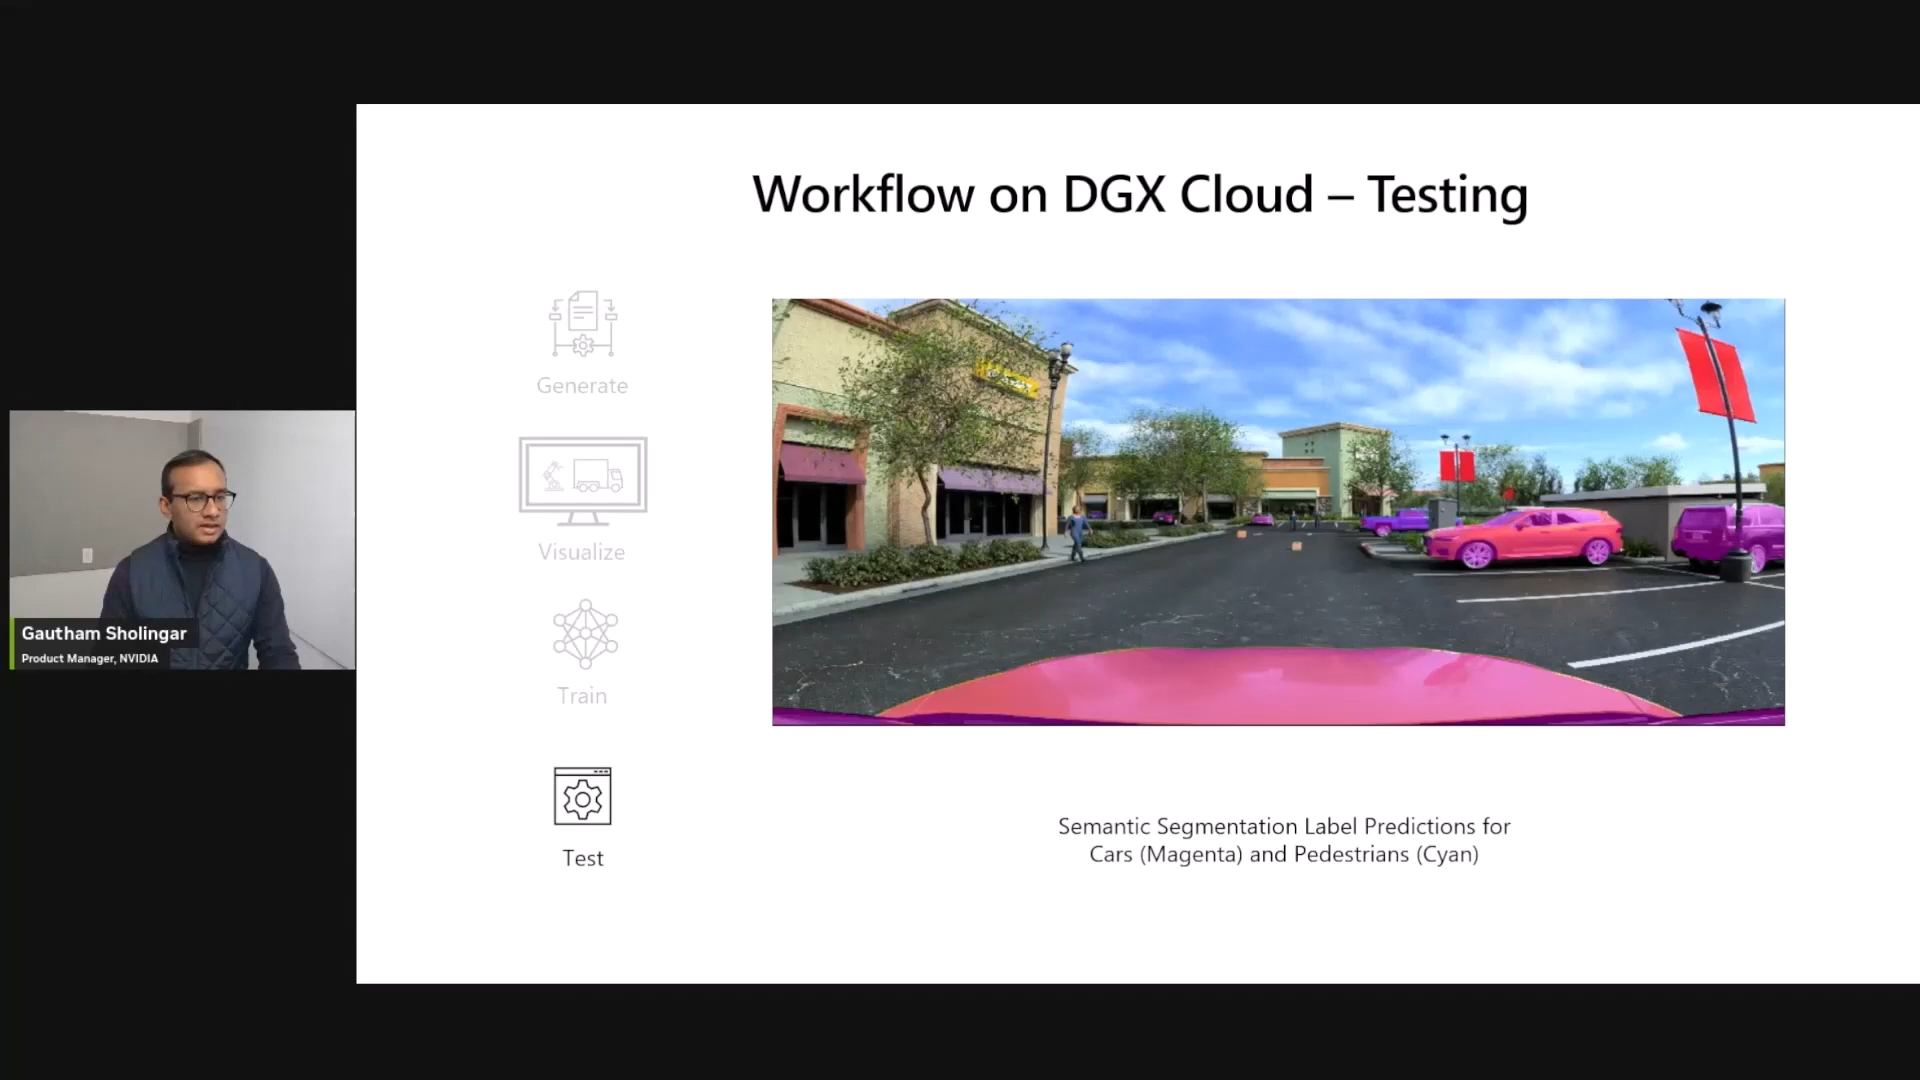 Workflow on DGX Cloud – Testing
Generate
Visualize
Train
Test
Gautham Sholingar
Product Manager, NVIDIA
Semantic Segmentation Label Predictions for
Cars (Magenta) and Pedestrians (Cyan)